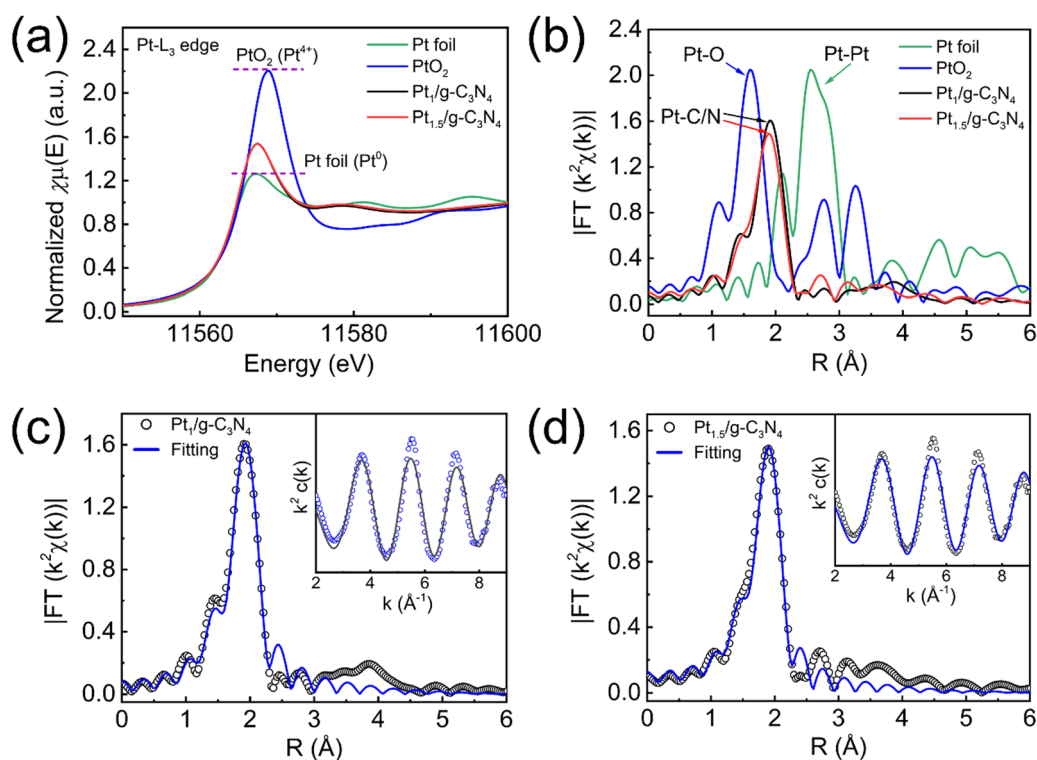 (a)
Pt-L₃ edge
PtO₂ (Pt⁴⁺)
Pt foil (Pt⁰)
Pt foil
PtO₂
Pt₁/g-C₃N₄
Pt₁.₅/g-C₃N₄
Normalized χμ(E) (a.u.)
2.4
2.0
1.6
1.2
0.8
0.4
0.0
11560
11580
11600
Energy (eV)
(b)
Pt-O
Pt-Pt
Pt-C/N
Pt foil
PtO₂
Pt₁/g-C₃N₄
Pt₁.₅/g-C₃N₄
|FT (k²χ(k))|
2.4
2.0
1.6
1.2
0.8
0.4
0.0
0 1 2 3 4 5 6
R (Å)
(c)
Pt₁/g-C₃N₄
Fitting
|FT (k²χ(k))|
1.6
1.2
0.8
0.4
0.0
0 1 2 3 4 5 6
R (Å)
k² c(k)
2 4 6 8
k (Å⁻¹)
(d)
Pt₁.₅/g-C₃N₄
Fitting
|FT (k²χ(k))|
1.6
1.2
0.8
0.4
0.0
0 1 2 3 4 5 6
R (Å)
k² c(k)
2 4 6 8
k (Å⁻¹)